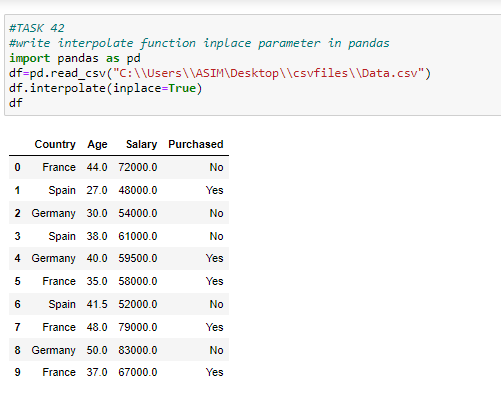 #TASK 42
#write interpolate function inplace parameter in pandas
import pandas as pd
df=pd.read_csv("C:\\Users\\ASIM\Desktop\\csvfiles\\Data.csv")
df.interpolate(inplace=True)
df
Country Age Salary Purchased
0 France 44.0 72000.0 No
1 Spain 27.0 48000.0 Yes
2 Germany 30.0 54000.0 No
3 Spain 38.0 61000.0 No
4 Germany 40.0 59500.0 Yes
5 France 35.0 58000.0 Yes
6 Spain 41.5 52000.0 No
7 France 48.0 79000.0 Yes
8 Germany 50.0 83000.0 No
9 France 37.0 67000.0 Yes